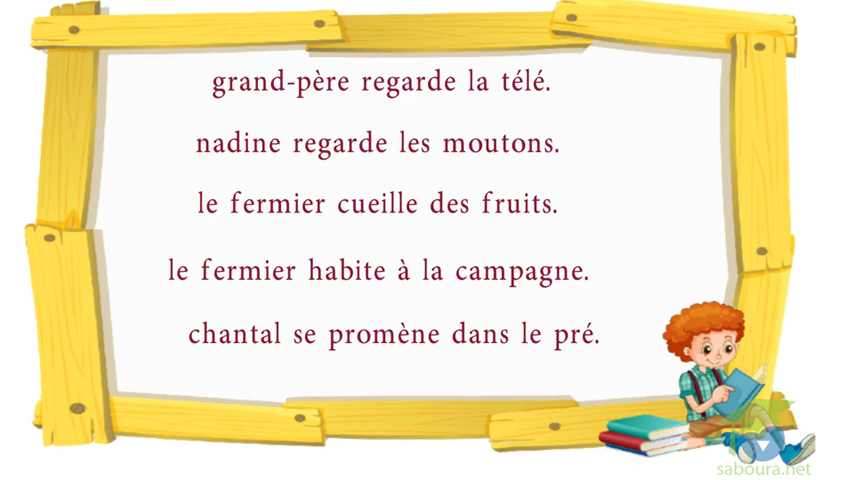 grand-père regarde la télé.
nadine regarde les moutons.
le fermier cueille des fruits.
le fermier habite à la campagne.
chantal se promène dans le pré.
saboura.net